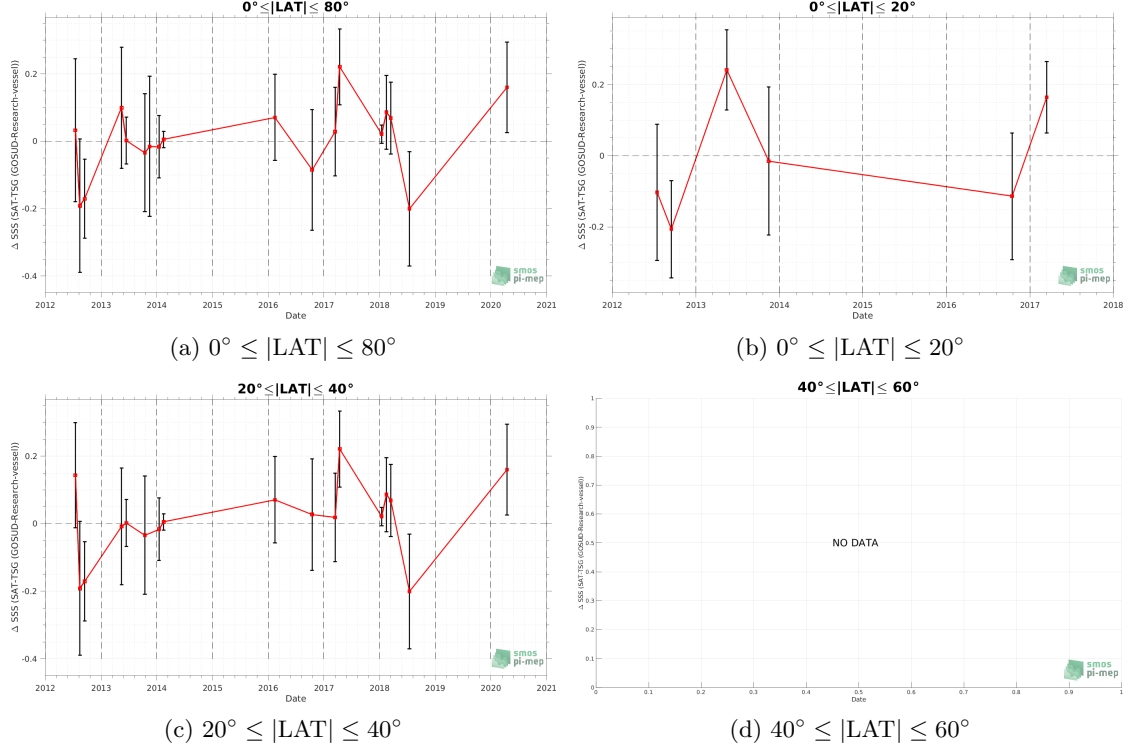 0°≤|LAT|≤ 80°
Δ SSS (SAT-TSG (GOSUD-Research-vessel))
0.2
0
-0.2
-0.4
2012 2013 2014 2015 2016 2017 2018 2019 2020 2021
Date
smos
pi-mep
(a) 0° ≤ |LAT| ≤ 80°
0°≤|LAT|≤ 20°
Δ SSS (SAT-TSG (GOSUD-Research-vessel))
0.2
0
-0.2
2012 2013 2014 2015 2016 2017 2018
Date
smos
pi-mep
(b) 0° ≤ |LAT| ≤ 20°
20°≤|LAT|≤ 40°
Δ SSS (SAT-TSG (GOSUD-Research-vessel))
0.2
0
-0.2
-0.4
2012 2013 2014 2015 2016 2017 2018 2019 2020 2021
Date
smos
pi-mep
(c) 20° ≤ |LAT| ≤ 40°
40°≤|LAT|≤ 60°
Δ SSS (SAT-TSG (GOSUD-Research-vessel))
1
0.9
0.8
0.7
0.6
0.5
0.4
0.3
0.2
0.1
0
NO DATA
0 0.1 0.2 0.3 0.4 0.5 0.6 0.7 0.8 0.9 1
Date
smos
pi-mep
(d) 40° ≤ |LAT| ≤ 60°